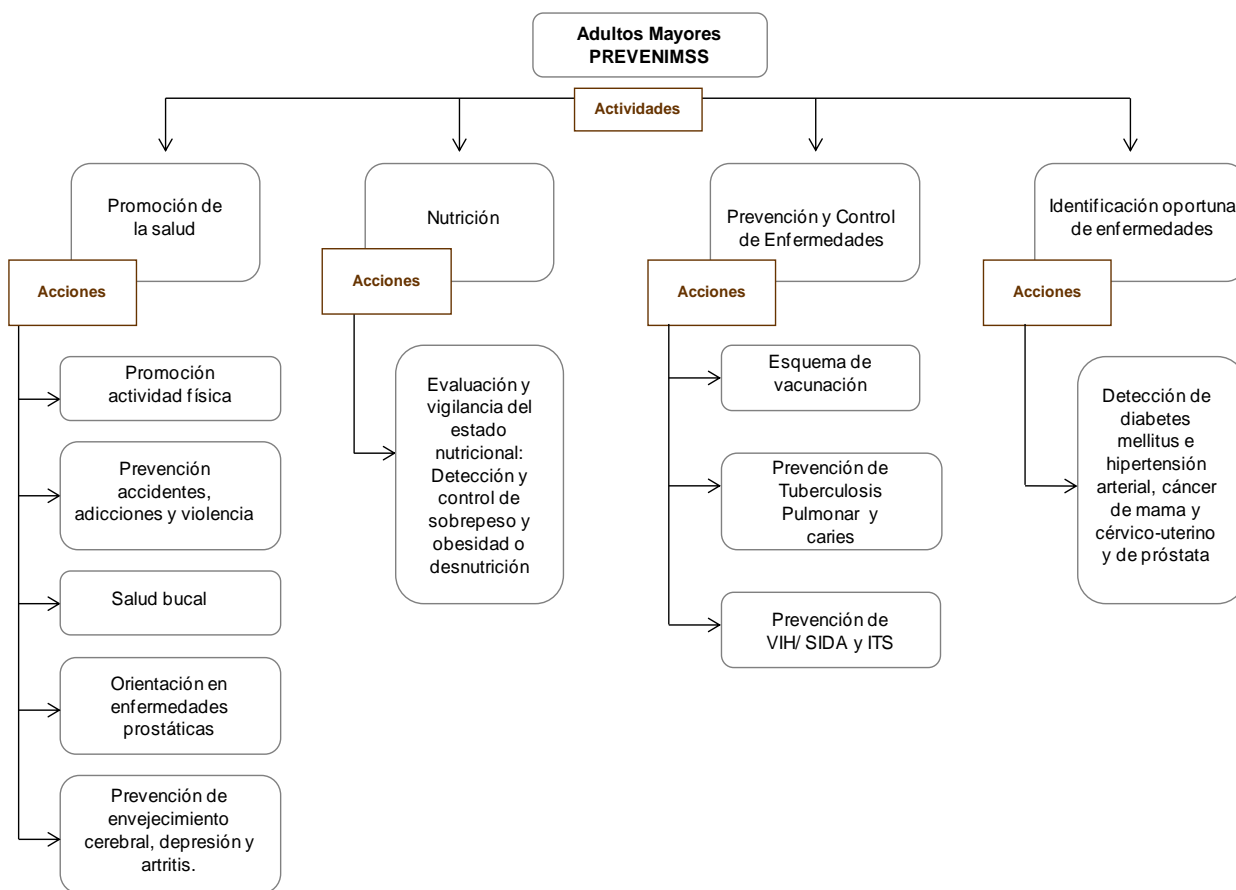 Adultos Mayores
PREVENIMSS
Actividades
Promoción de
la salud
Acciones
Promoción
actividad física
Prevención
accidentes,
adicciones y violencia
Salud bucal
Orientación en
enfermedades
prostáticas
Prevención de
envejecimiento
cerebral, depresión y
artritis.
Nutrición
Acciones
Evaluación y
vigilancia del
estado
nutricional:
Detección y
control de
sobrepeso y
obesidad o
desnutrición
Prevención y Control
de Enfermedades
Acciones
Esquema de
vacunación
Prevención de
Tuberculosis
Pulmonar y
caries
Prevención de
VIH/ SIDA y ITS
Identificación oportuna
de enfermedades
Acciones
Detección de
diabetes
mellitus e
hipertensión
arterial, cáncer
de mama y
cérvico-uterino
y de próstata